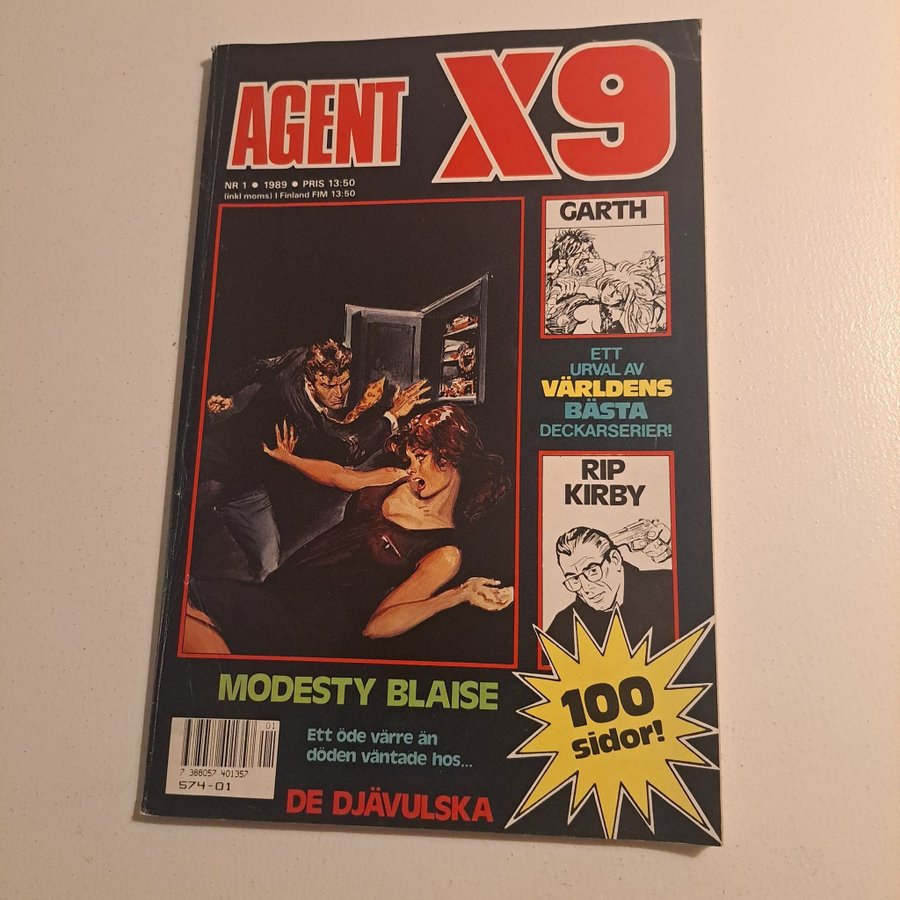 AGENT X9
NR 1 • 1989 • PRIS 13:50
(inkl moms) I Finland FIM 13:50
GARTH
ETT
URVAL AV
VÄRLDENS
BÄSTA
DECKARSERIER!
RIP
KIRBY
100
sidor!
MODESTY BLAISE
Ett öde värre än
döden väntade hos...
DE DJÄVULSKA
01
7 388057 401357
574-01